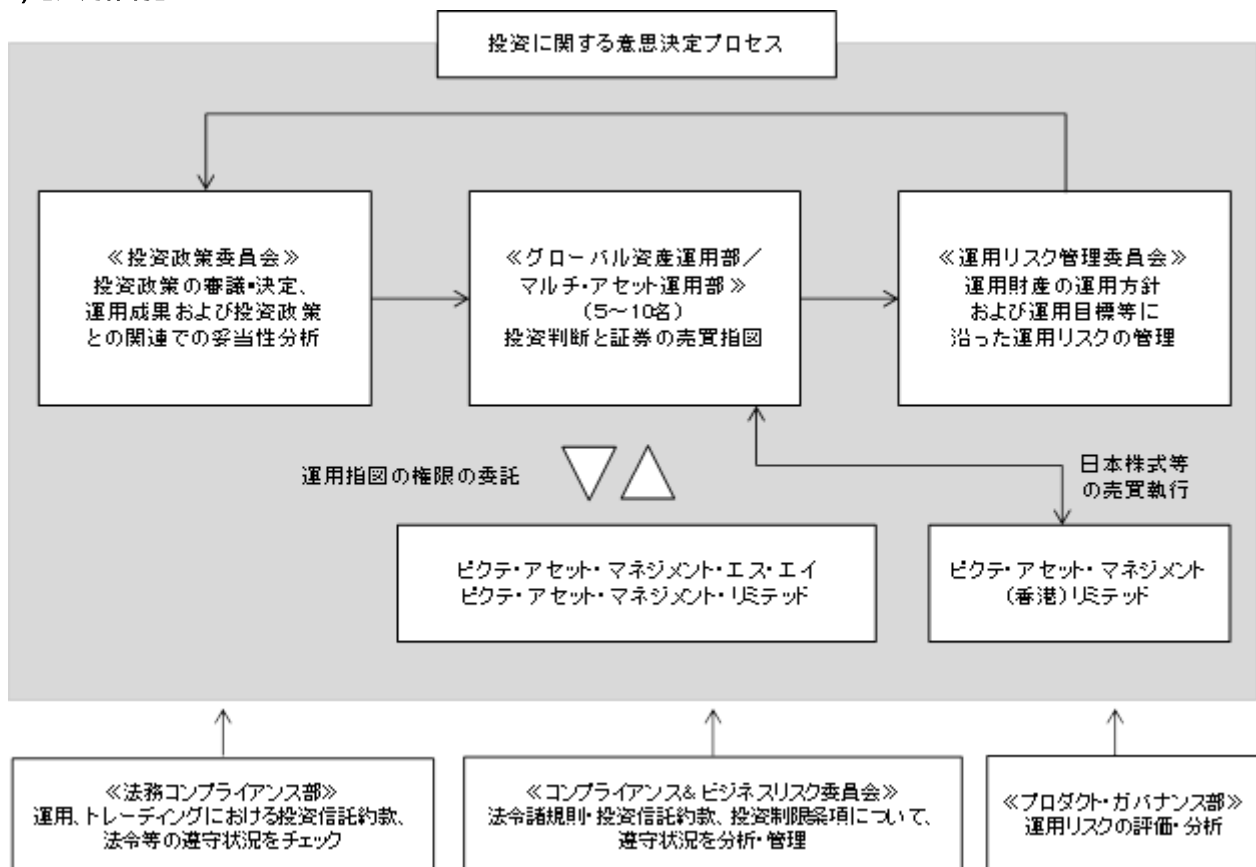 投資に関する意思決定プロセス
≪投資政策委員会≫
投資政策の審議・決定、
運用成果および投資政策
との関連での妥当性分析
≪グローバル資産運用部／
マルチ・アセット運用部≫
(5～10名)
投資判断と証券の売買指図
≪運用リスク管理委員会≫
運用財産の運用方針
および運用目標等に
沿った運用リスクの管理
運用指図の権限の委託
日本株式等
の売買執行
ピクテ・アセット・マネジメント・エス・エイ
ピクテ・アセット・マネジメント・リミテッド
ピクテ・アセット・マネジメント
(香港)リミテッド
≪法務コンプライアンス部≫
運用、トレーディングにおける投資信託約款、
法令等の遵守状況をチェック
≪コンプライアンス&ビジネスリスク委員会≫
法令諸規則・投資信託約款、投資制限条項について、
遵守状況を分析・管理
≪プロダクト・ガバナンス部≫
運用リスクの評価・分析